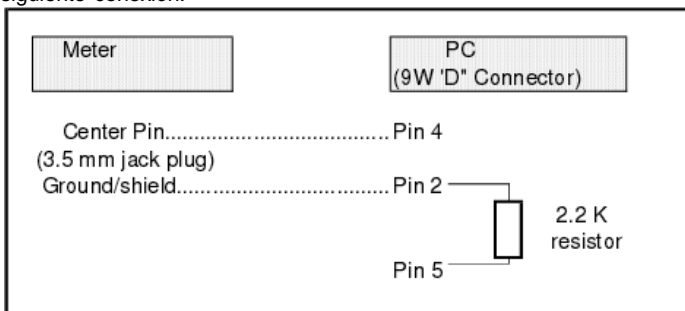 Meter PC
(9W 'D" Connector)
Center Pin........................................Pin 4
(3.5 mm jack plug)
Ground/shield....................................Pin 2
2.2 K
resistor
Pin 5